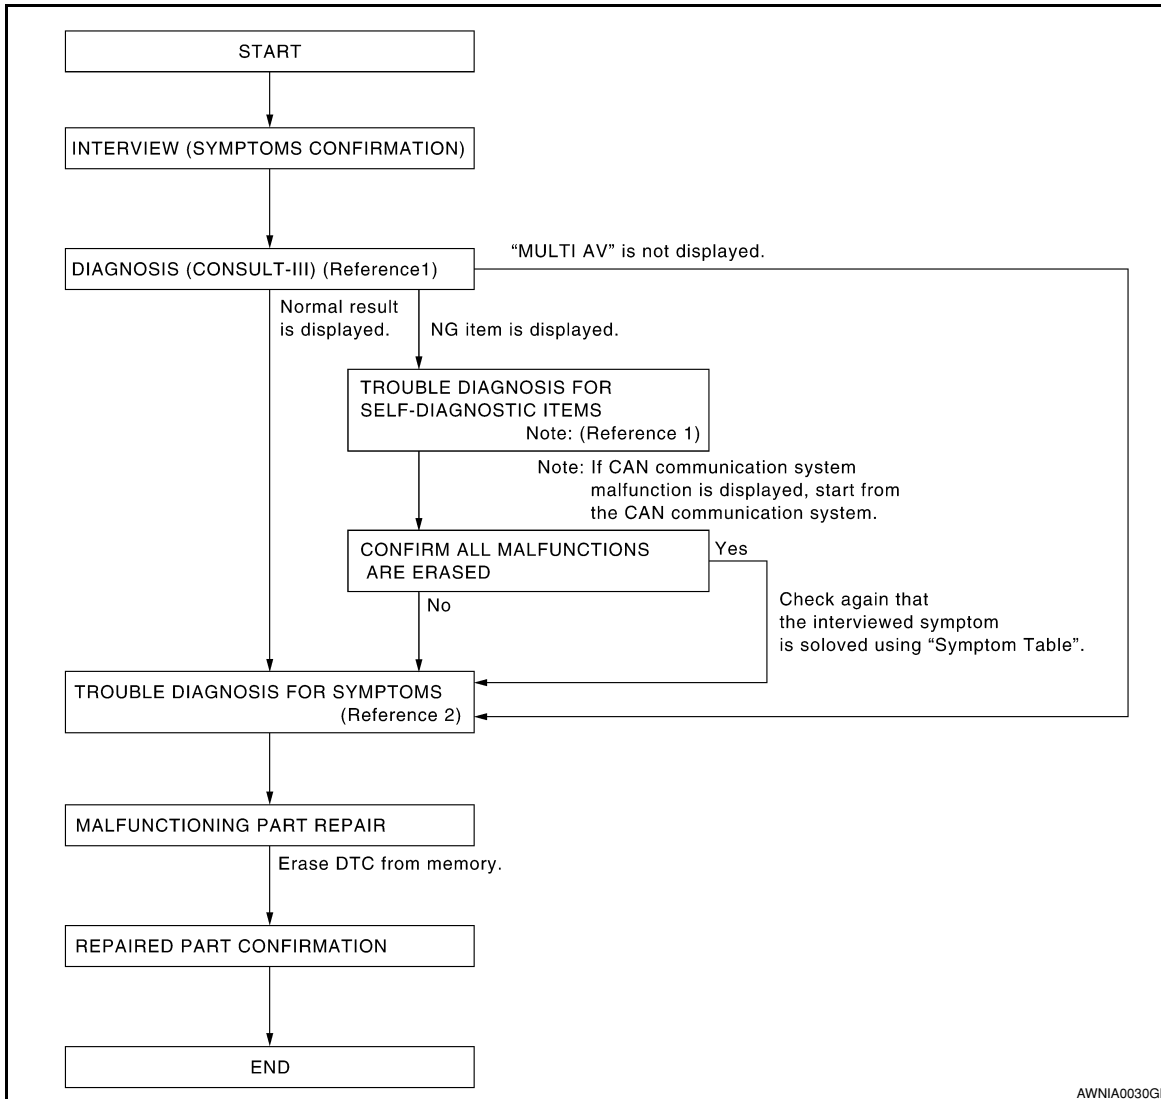 START
INTERVIEW (SYMPTOMS CONFIRMATION)
“MULTI AV” is not displayed.
DIAGNOSIS (CONSULT-III) (Reference1)
Normal result
is displayed.
NG item is displayed.
TROUBLE DIAGNOSIS FOR
SELF-DIAGNOSTIC ITEMS
Note: (Reference 1)
Note: If CAN communication system
malfunction is displayed, start from
the CAN communication system.
CONFIRM ALL MALFUNCTIONS
ARE ERASED
Yes
No
Check again that
the interviewed symptom
is soloved using “Symptom Table”.
TROUBLE DIAGNOSIS FOR SYMPTOMS
(Reference 2)
MALFUNCTIONING PART REPAIR
Erase DTC from memory.
REPAIRED PART CONFIRMATION
END